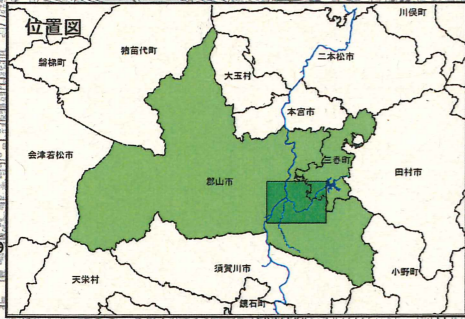 位置図
川俣町
猪苗代町
二本松市
磐梯町
大玉村
本宮市
会津若松市
三春町
田村市
郡山市
須賀川市
小野町
天栄村
鏡石町